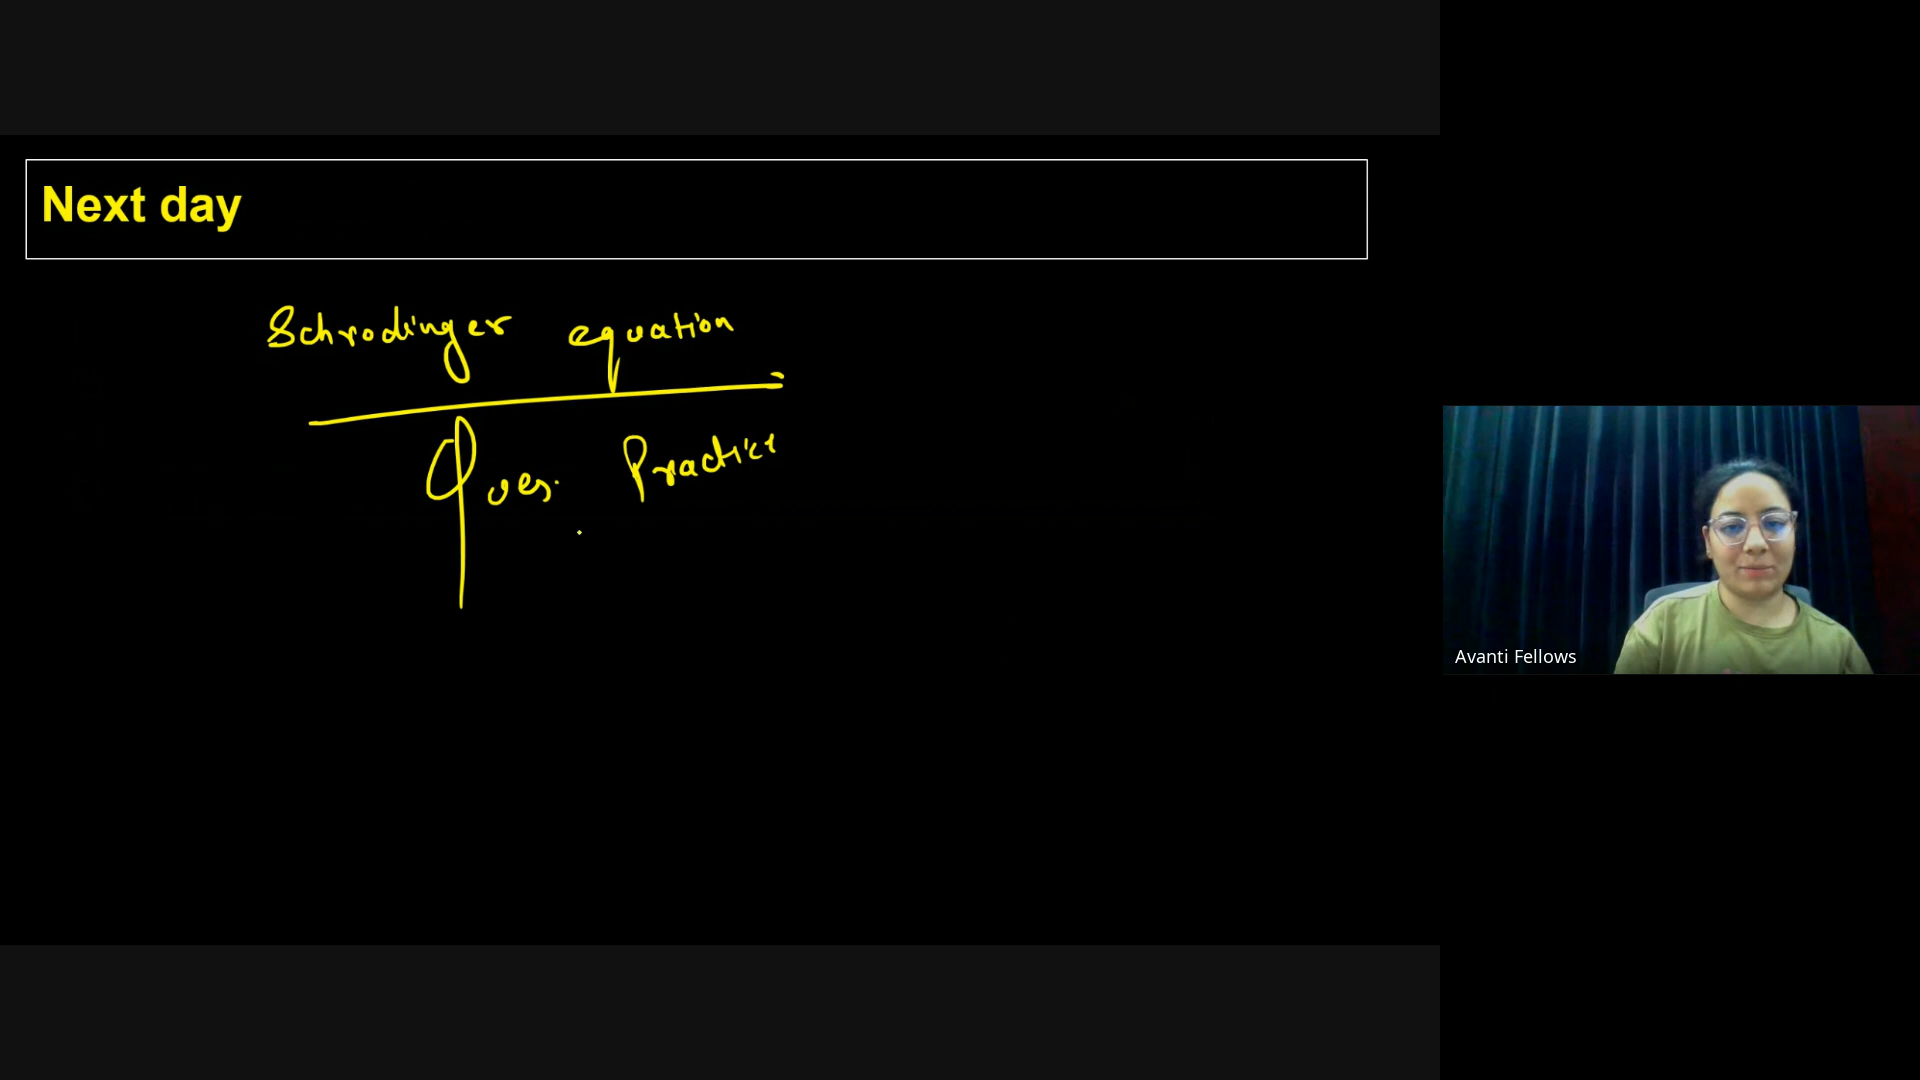 Next day
Schrodinger equation
Ques. Practice
Avanti Fellows